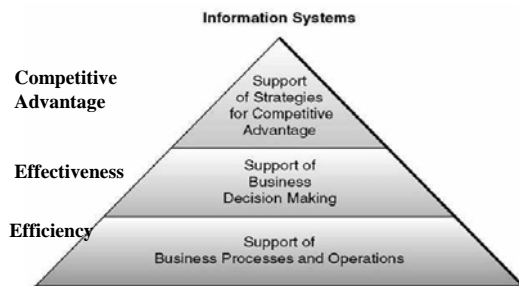 Information Systems
Competitive
Advantage
Support
of Strategies
for Competitive
Advantage
Effectiveness
Support of
Business
Decision Making
Efficiency
Support of
Business Processes and Operations